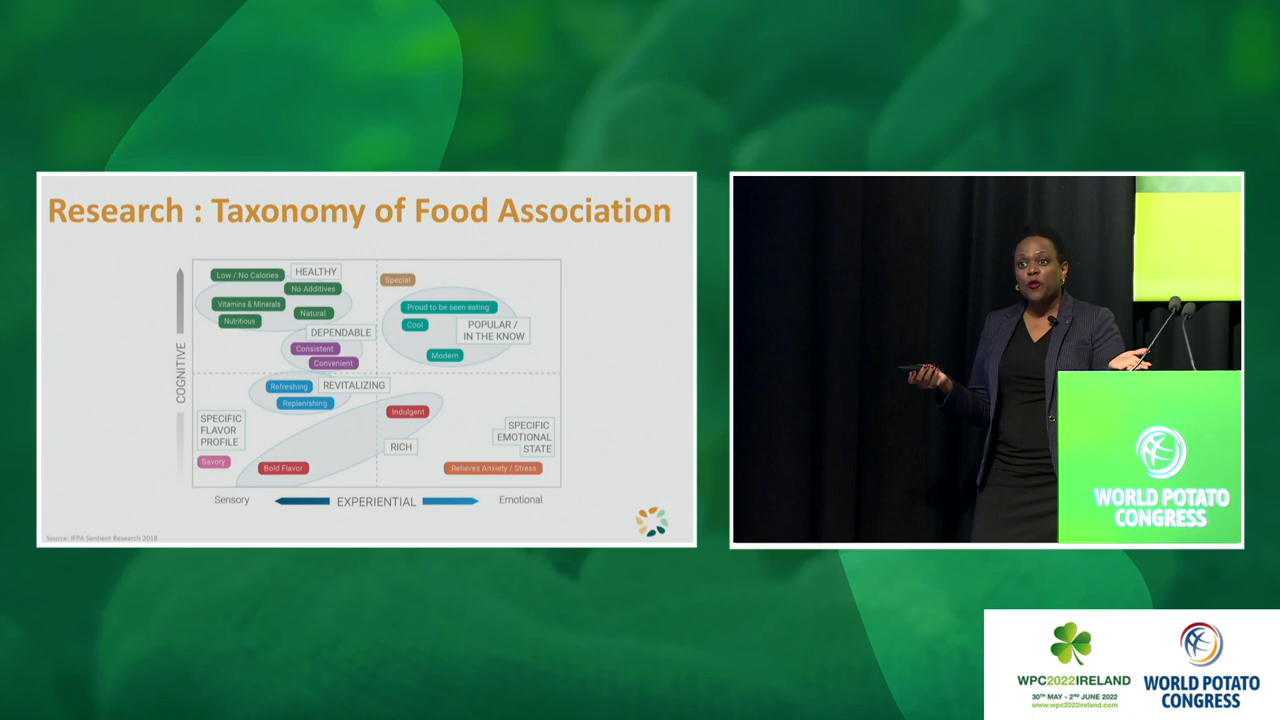 Research : Taxonomy of Food Association
Low / No Calories
HEALTHY
No Additives
Vitamins & Minerals
Natural
Nutritious
DEPENDABLE
Consistent
Convenient
Special
Proud to be seen eating
Cool
POPULAR /
IN THE KNOW
Modern
COGNITIVE
Refreshing
REVITALIZING
Replenishing
SPECIFIC
FLAVOR
PROFILE
Savory
Bold Flavor
Indulgent
RICH
SPECIFIC
EMOTIONAL
STATE
Relieves Anxiety / Stress
Sensory
EXPERIENTIAL
Emotional
Source: IFPA Sentient Research 2018
WORLD POTATO
CONGRESS
WPC2022IRELAND
30TH MAY - 2ND JUNE 2022
www.wpc2022ireland.com
WORLD POTATO
CONGRESS